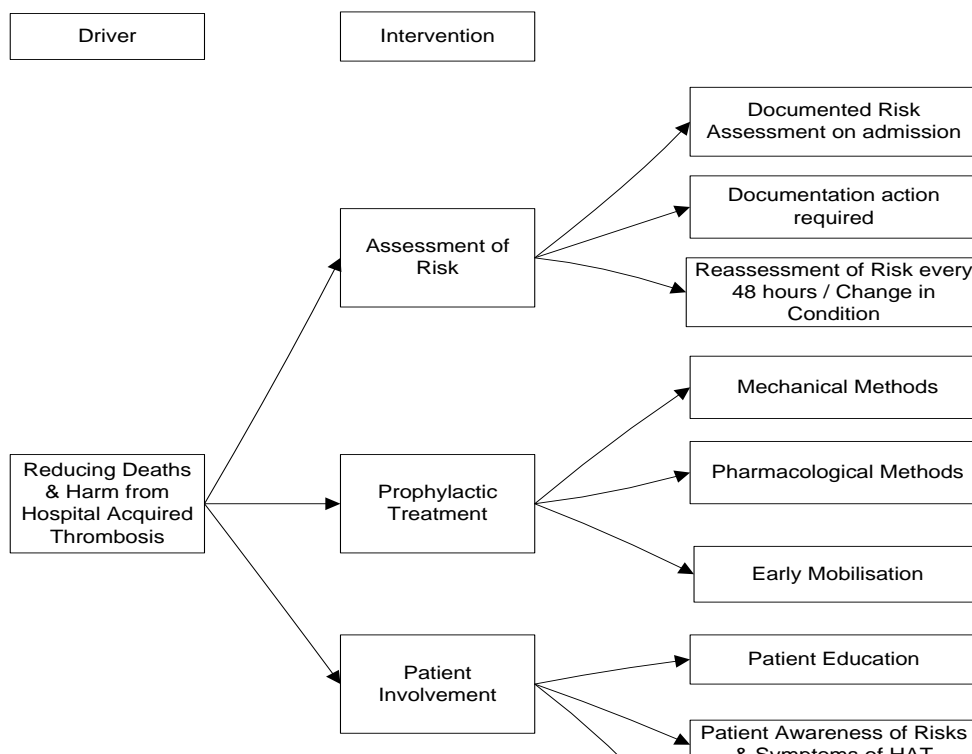 Driver
Intervention
Documented Risk
Assessment on admission
Documentation action
required
Assessment of
Risk
Reassessment of Risk every
48 hours / Change in
Condition
Mechanical Methods
Pharmacological Methods
Reducing Deaths
& Harm from
Hospital Acquired
Thrombosis
Prophylactic
Treatment
Early Mobilisation
Patient
Involvement
Patient Education
Patient Awareness of Risks
& Symptoms of HAT